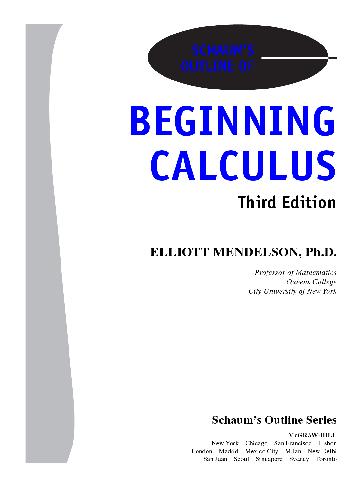 SCHAUM'S
OUTLINE OF
BEGINNING
CALCULUS
Third Edition
ELLIOTT MENDELSON, Ph.D.
Professor of Mathematics
Queens College
City University of New York
Schaum's Outline Series
McGRAW-HILL
New York Chicago San Francisco Lisbon
London Madrid Mexico City Milan New Delhi
San Juan Seoul Singapore Sydney Toronto